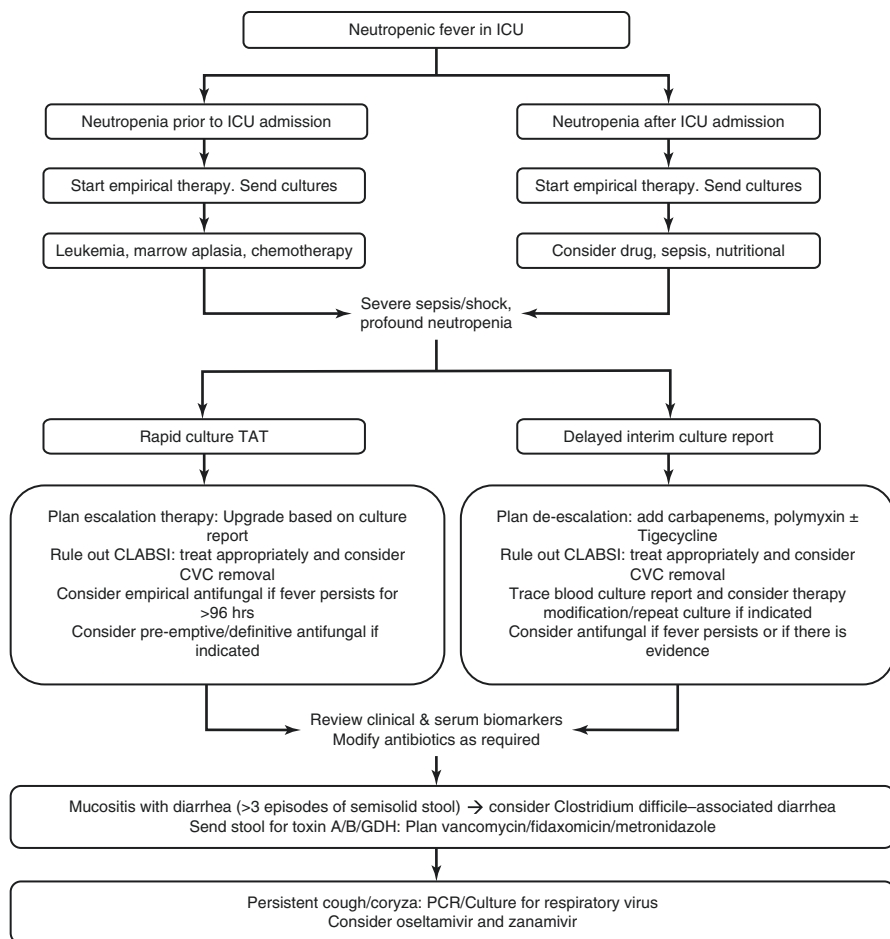 Neutropenic fever in ICU
Neutropenia prior to ICU admission
Neutropenia after ICU admission
Start empirical therapy. Send cultures
Start empirical therapy. Send cultures
Leukemia, marrow aplasia, chemotherapy
Consider drug, sepsis, nutritional
Severe sepsis/shock,
profound neutropenia
Rapid culture TAT
Delayed interim culture report
Plan escalation therapy: Upgrade based on culture
report
Rule out CLABSI: treat appropriately and consider
CVC removal
Consider empirical antifungal if fever persists for
>96 hrs
Consider pre-emptive/definitive antifungal if
indicated
Plan de-escalation: add carbapenems, polymyxin ±
Tigecycline
Rule out CLABSI: treat appropriately and consider
CVC removal
Trace blood culture report and consider therapy
modification/repeat culture if indicated
Consider antifungal if fever persists or if there is
evidence
Review clinical & serum biomarkers
Modify antibiotics as required
Mucositis with diarrhea (>3 episodes of semisolid stool) → consider Clostridium difficile–associated diarrhea
Send stool for toxin A/B/GDH: Plan vancomycin/fidaxomicin/metronidazole
Persistent cough/coryza: PCR/Culture for respiratory virus
Consider oseltamivir and zanamivir